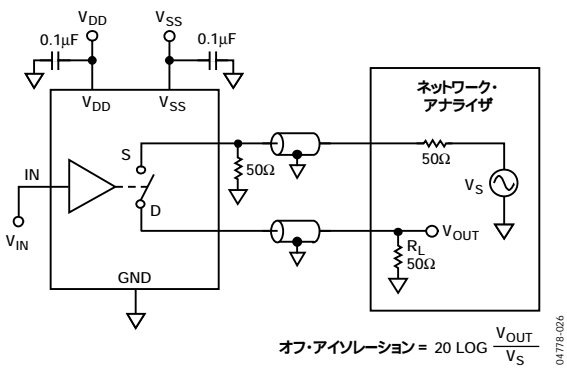 VDD
VSS
0.1μF
0.1μF
VDD
VSS
ネットワーク・
アナライザ
S
50Ω
50Ω
IN
VS
D
VOUT
RL
50Ω
VIN
GND
オフ・アイソレーション = 20 LOG VOUT
VS
04778-026